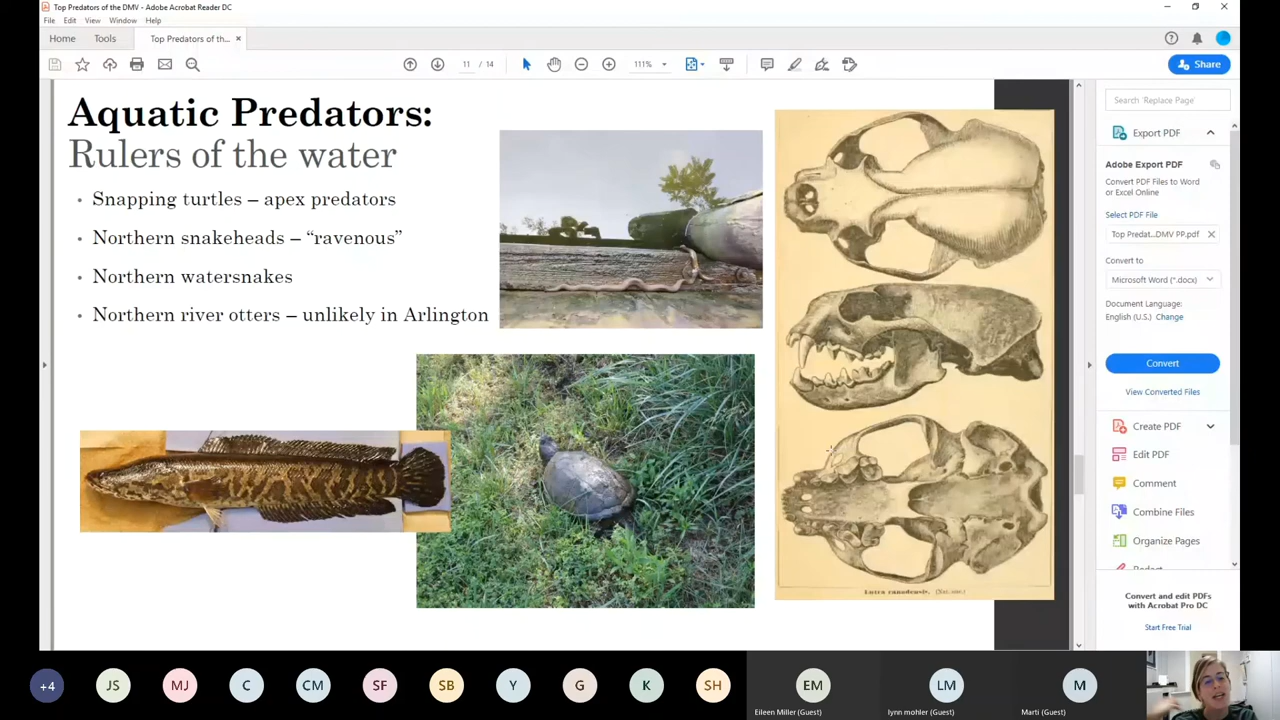 Top Predators of the DMV - Adobe Acrobat Reader DC
File Edit View Window Help
Home Tools Top Predators of th... ×
11 / 14 111% Share
Aquatic Predators:
Rulers of the water
• Snapping turtles – apex predators
• Northern snakeheads – “ravenous”
• Northern watersnakes
• Northern river otters – unlikely in Arlington
Lutra canadensis. (Nat. size.)
Search 'Replace Page'
Export PDF
Adobe Export PDF
Convert PDF Files to Word
or Excel Online
Select PDF File
Top Predat...DMV PP.pdf
Convert to
Microsoft Word (*.docx)
Document Language:
English (U.S.) Change
Convert
View Converted Files
Create PDF
Edit PDF
Comment
Combine Files
Organize Pages
Redact
Convert and edit PDFs
with Acrobat Pro DC
Start Free Trial
+4 JS MJ C CM SF SB Y G K SH EM LM M
Eileen Miller (Guest) lynn mohler (Guest) Marti (Guest)